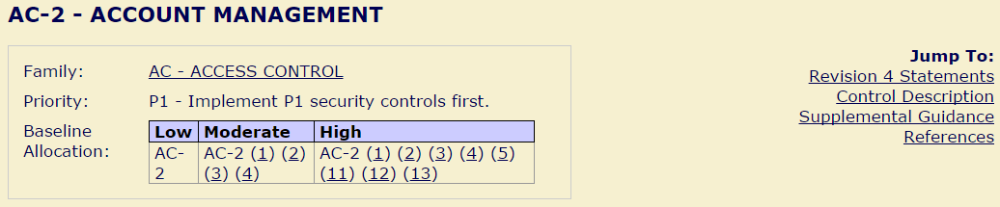 AC-2 - ACCOUNT MANAGEMENT
Family: AC - ACCESS CONTROL
Priority: P1 - Implement P1 security controls first.
Baseline Allocation:
Low Moderate High
AC-2 AC-2 (1) (2) (3) (4) AC-2 (1) (2) (3) (4) (5) (11) (12) (13)
Jump To:
Revision 4 Statements
Control Description
Supplemental Guidance
References